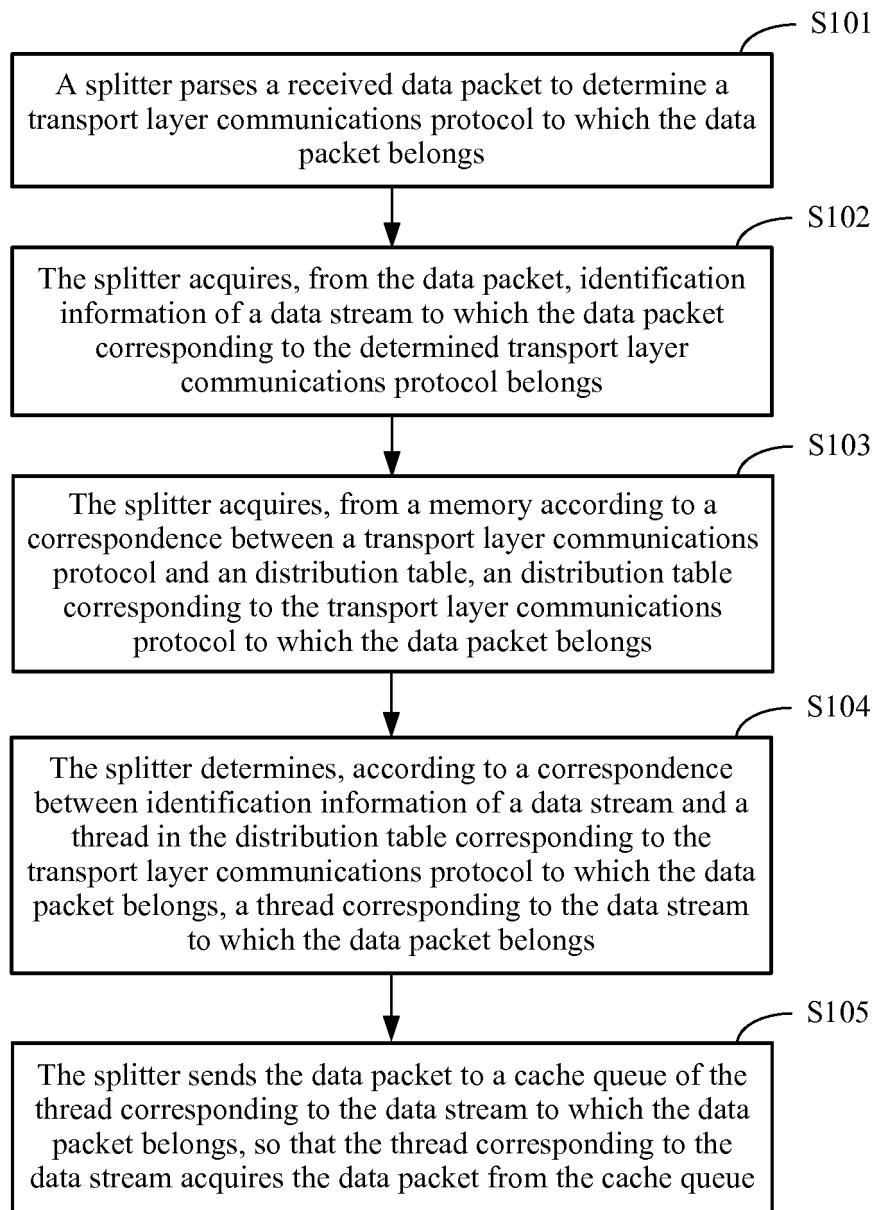 S101
A splitter parses a received data packet to determine a
transport layer communications protocol to which the data
packet belongs
S102
The splitter acquires, from the data packet, identification
information of a data stream to which the data packet
corresponding to the determined transport layer
communications protocol belongs
S103
The splitter acquires, from a memory according to a
correspondence between a transport layer communications
protocol and an distribution table, an distribution table
corresponding to the transport layer communications
protocol to which the data packet belongs
S104
The splitter determines, according to a correspondence
between identification information of a data stream and a
thread in the distribution table corresponding to the
transport layer communications protocol to which the data
packet belongs, a thread corresponding to the data stream
to which the data packet belongs
S105
The splitter sends the data packet to a cache queue of the
thread corresponding to the data stream to which the data
packet belongs, so that the thread corresponding to the
data stream acquires the data packet from the cache queue